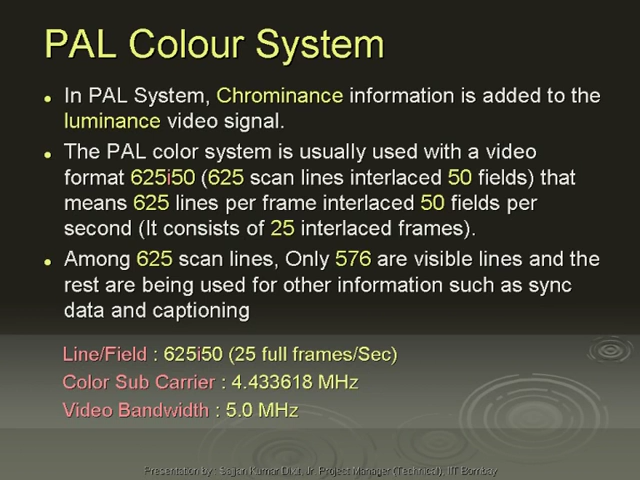 PAL Colour System
In PAL System, Chrominance information is added to the
luminance video signal.
The PAL color system is usually used with a video
format 625i50 (625 scan lines interlaced 50 fields) that
means 625 lines per frame interlaced 50 fields per
second (It consists of 25 interlaced frames).
Among 625 scan lines, Only 576 are visible lines and the
rest are being used for other information such as sync
data and captioning
Line/Field : 625i50 (25 full frames/Sec)
Color Sub Carrier : 4.433618 MHz
Video Bandwidth : 5.0 MHz
Presentation by : Sajan Kumar Dixit, Jr. Project Manager (Technical), IIT Bombay